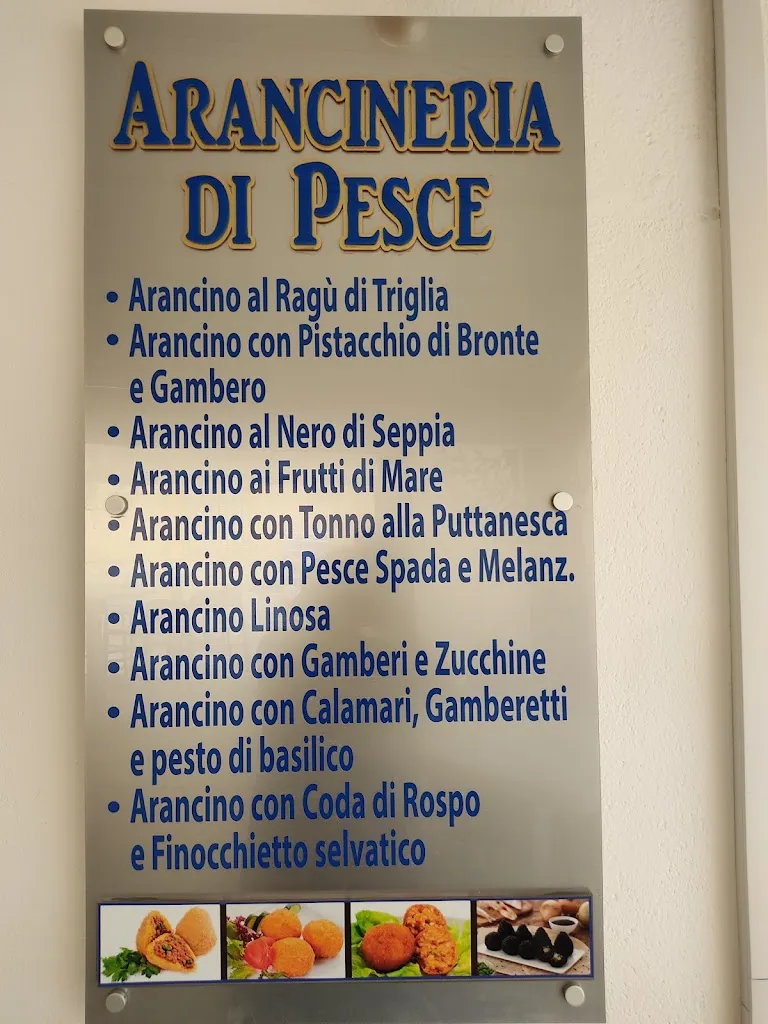 ARANCINERIA
DI PESCE
• Arancino al Ragù di Triglia
• Arancino con Pistacchio di Bronte
e Gambero
• Arancino al Nero di Seppia
• Arancino ai Frutti di Mare
• Arancino con Tonno alla Puttanesca
• Arancino con Pesce Spada e Melanz.
• Arancino Linosa
• Arancino con Gamberi e Zucchine
• Arancino con Calamari, Gamberetti
e pesto di basilico
• Arancino con Coda di Rospo
e Finocchietto selvatico